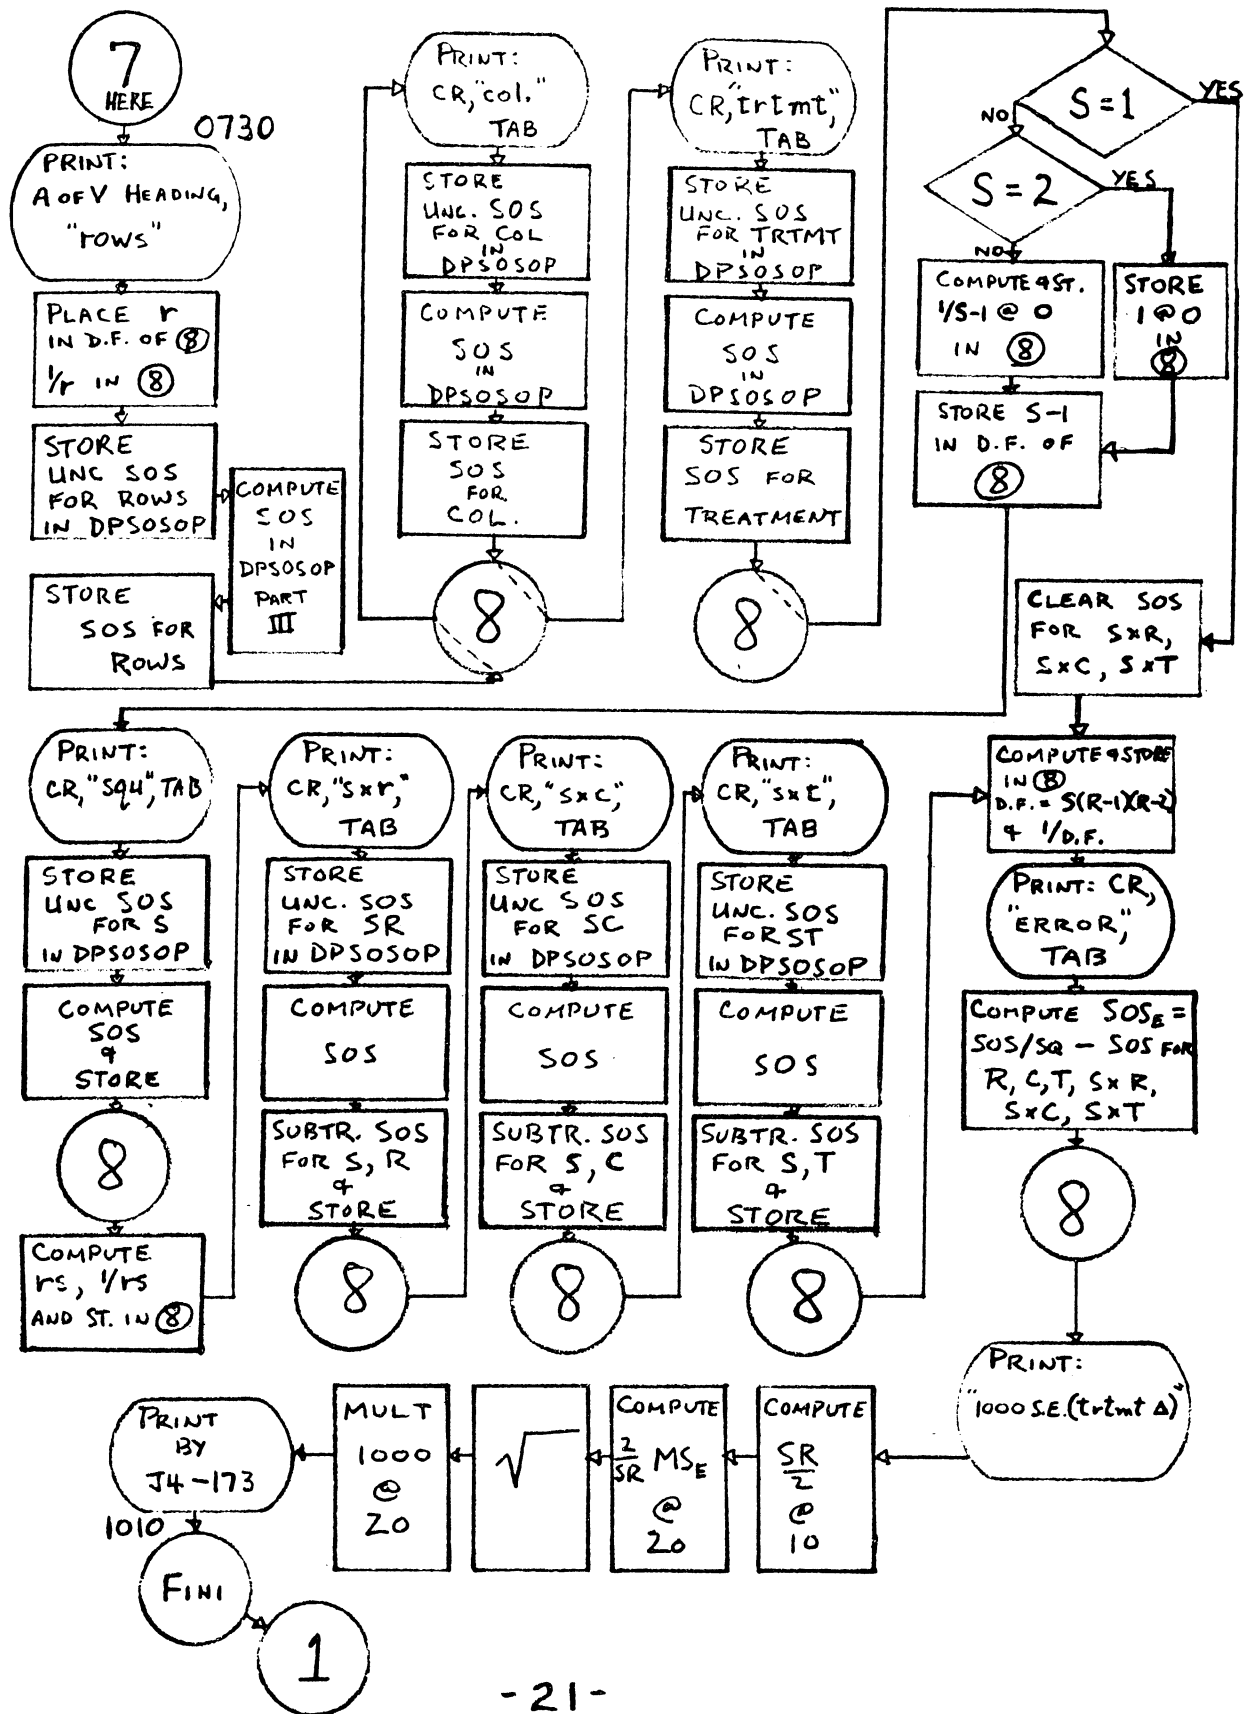 7
HERE
0730
PRINT:
A OF V HEADING,
"rows"
PLACE r
IN D.F. OF 8
1/r IN 8
STORE
UNC SOS
FOR ROWS
IN DPSOSOP
COMPUTE
SOS
IN
DPSOSOP
PART
III
STORE
SOS FOR
ROWS
PRINT:
CR, "col."
TAB
STORE
UNC. SOS
FOR COL
IN
DPSOSOP
COMPUTE
SOS
IN
DPSOSOP
STORE
SOS
FOR
COL.
8
PRINT:
CR, "trtmt,"
TAB
STORE
UNC. SOS
FOR TRTMT
IN
DPSOSOP
COMPUTE
SOS
IN
DPSOSOP
STORE
SOS FOR
TREATMENT
8
S=1
YES
NO
S=2
YES
NO
COMPUTE & ST.
1/S-1 @ 0
IN 8
STORE
1@0
IN
8
STORE S-1
IN D.F. OF
8
CLEAR SOS
FOR S×R,
S×C, S×T
PRINT:
CR, "squ", TAB
STORE
UNC SOS
FOR S
IN DPSOSOP
COMPUTE
SOS
&
STORE
8
COMPUTE
rs, 1/rs
AND ST. IN 8
PRINT:
CR, "s×r,"
TAB
STORE
UNC. SOS
FOR SR
IN DPSOSOP
COMPUTE
SOS
SUBTR. SOS
FOR S, R
&
STORE
8
PRINT:
CR, "s×c,"
TAB
STORE
UNC SOS
FOR SC
IN DPSOSOP
COMPUTE
SOS
SUBTR. SOS
FOR S, C
&
STORE
8
PRINT:
CR, "s×t,"
TAB
STORE
UNC. SOS
FOR ST
IN DPSOSOP
COMPUTE
SOS
SUBTR. SOS
FOR S, T
&
STORE
8
COMPUTE & STORE
IN 8
D.F. = S(R-1)(R-2)
& 1/D.F.
PRINT: CR,
"ERROR,"
TAB
COMPUTE SOSE =
SOS/SQ - SOS FOR
R, C, T, S×R,
S×C, S×T
8
PRINT:
"1000 S.E. (trtmt Δ)"
COMPUTE
SR
2
@
10
COMPUTE
2/SR MSE
@
20
√
MULT
1000
@
20
PRINT
BY
J4-173
1010
FINI
1
-21-